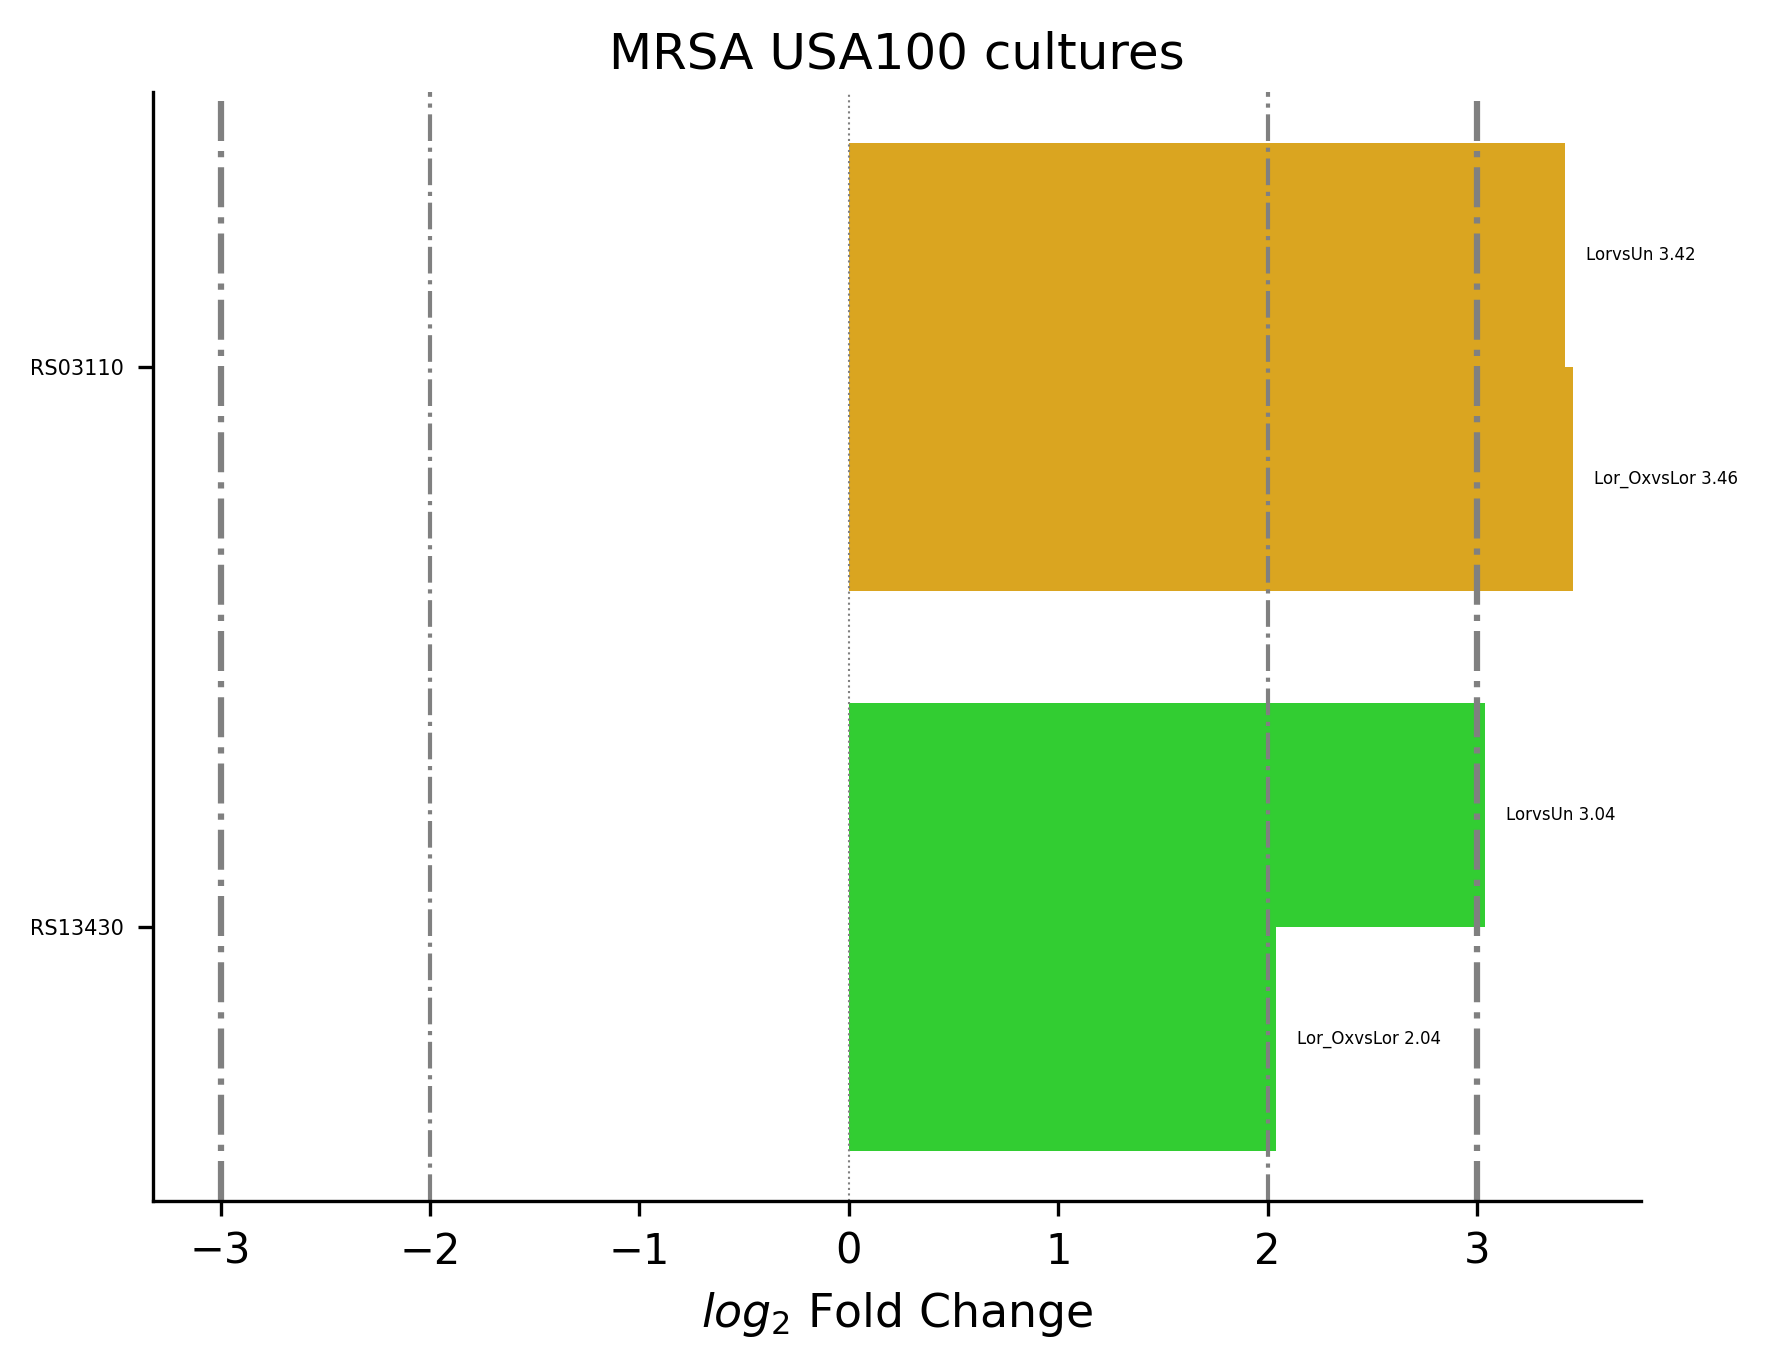 MRSA USA100 cultures
LorvsUn 3.42
RS03110
Lor_OxvsLor 3.46
LorvsUn 3.04
RS13430
Lor_OxvsLor 2.04
−3 −2 −1 0 1 2 3
log₂ Fold Change